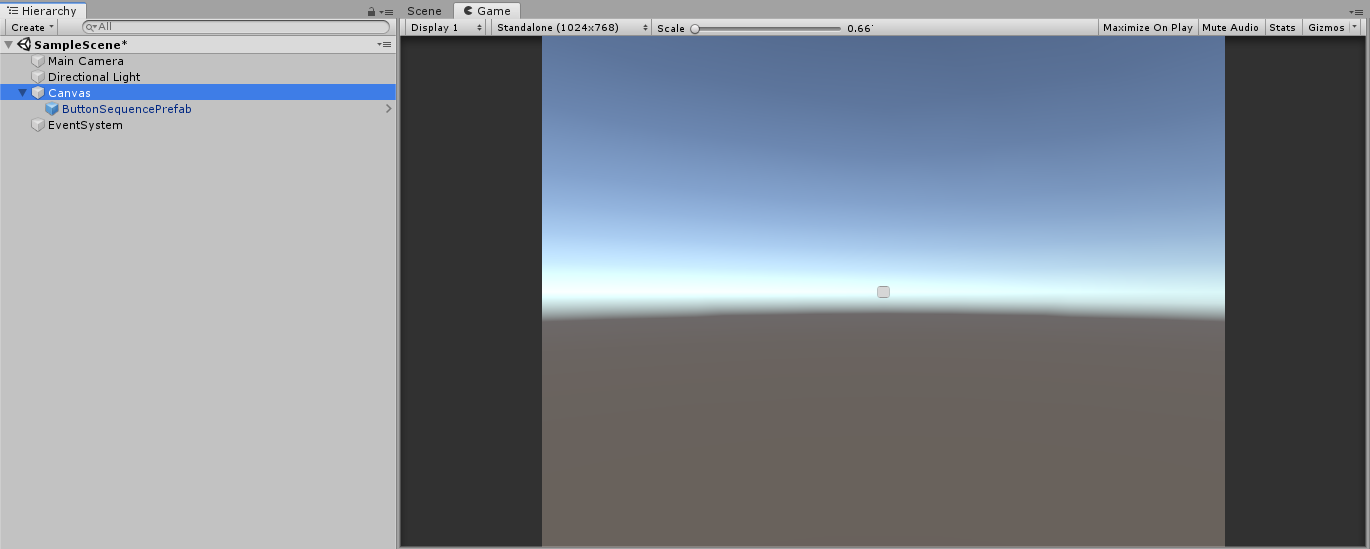 Hierarchy
Create
All
SampleScene*
Main Camera
Directional Light
Canvas
ButtonSequencePrefab
EventSystem
Scene Game
Display 1 Standalone (1024x768) Scale 0.66 Maximize On Play Mute Audio Stats Gizmos